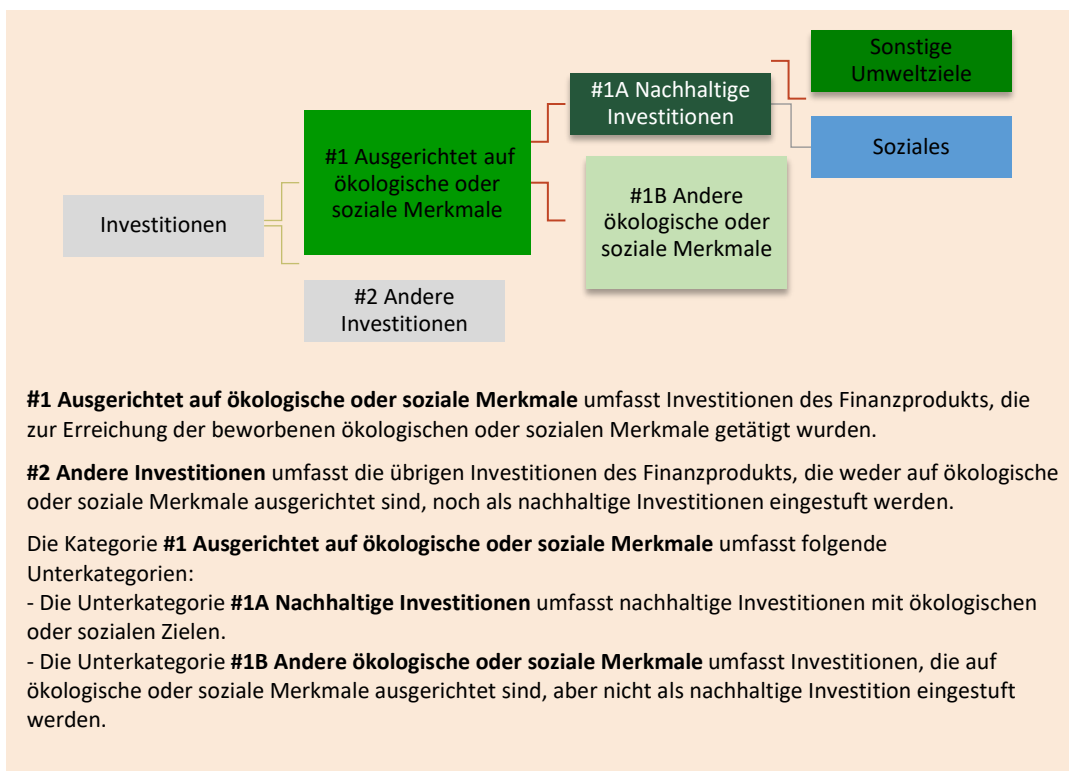 Sonstige
Umweltziele
#1A Nachhaltige
Investitionen
Soziales
#1 Ausgerichtet auf
ökologische oder
soziale Merkmale
#1B Andere
ökologische oder
soziale Merkmale
Investitionen
#2 Andere
Investitionen
#1 Ausgerichtet auf ökologische oder soziale Merkmale umfasst Investitionen des Finanzprodukts, die
zur Erreichung der beworbenen ökologischen oder sozialen Merkmale getätigt wurden.
#2 Andere Investitionen umfasst die übrigen Investitionen des Finanzprodukts, die weder auf ökologische
oder soziale Merkmale ausgerichtet sind, noch als nachhaltige Investitionen eingestuft werden.
Die Kategorie #1 Ausgerichtet auf ökologische oder soziale Merkmale umfasst folgende
Unterkategorien:
- Die Unterkategorie #1A Nachhaltige Investitionen umfasst nachhaltige Investitionen mit ökologischen
oder sozialen Zielen.
- Die Unterkategorie #1B Andere ökologische oder soziale Merkmale umfasst Investitionen, die auf
ökologische oder soziale Merkmale ausgerichtet sind, aber nicht als nachhaltige Investition eingestuft
werden.